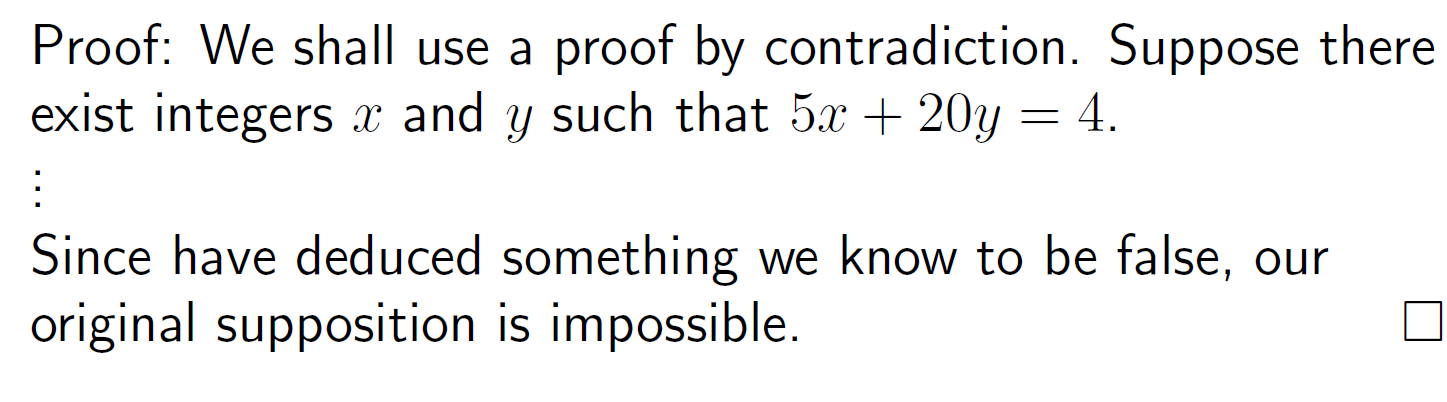 Proof: We shall use a proof by contradiction. Suppose there
exist integers x and y such that 5x + 20y = 4.
⋮
Since have deduced something we know to be false, our
original supposition is impossible. □